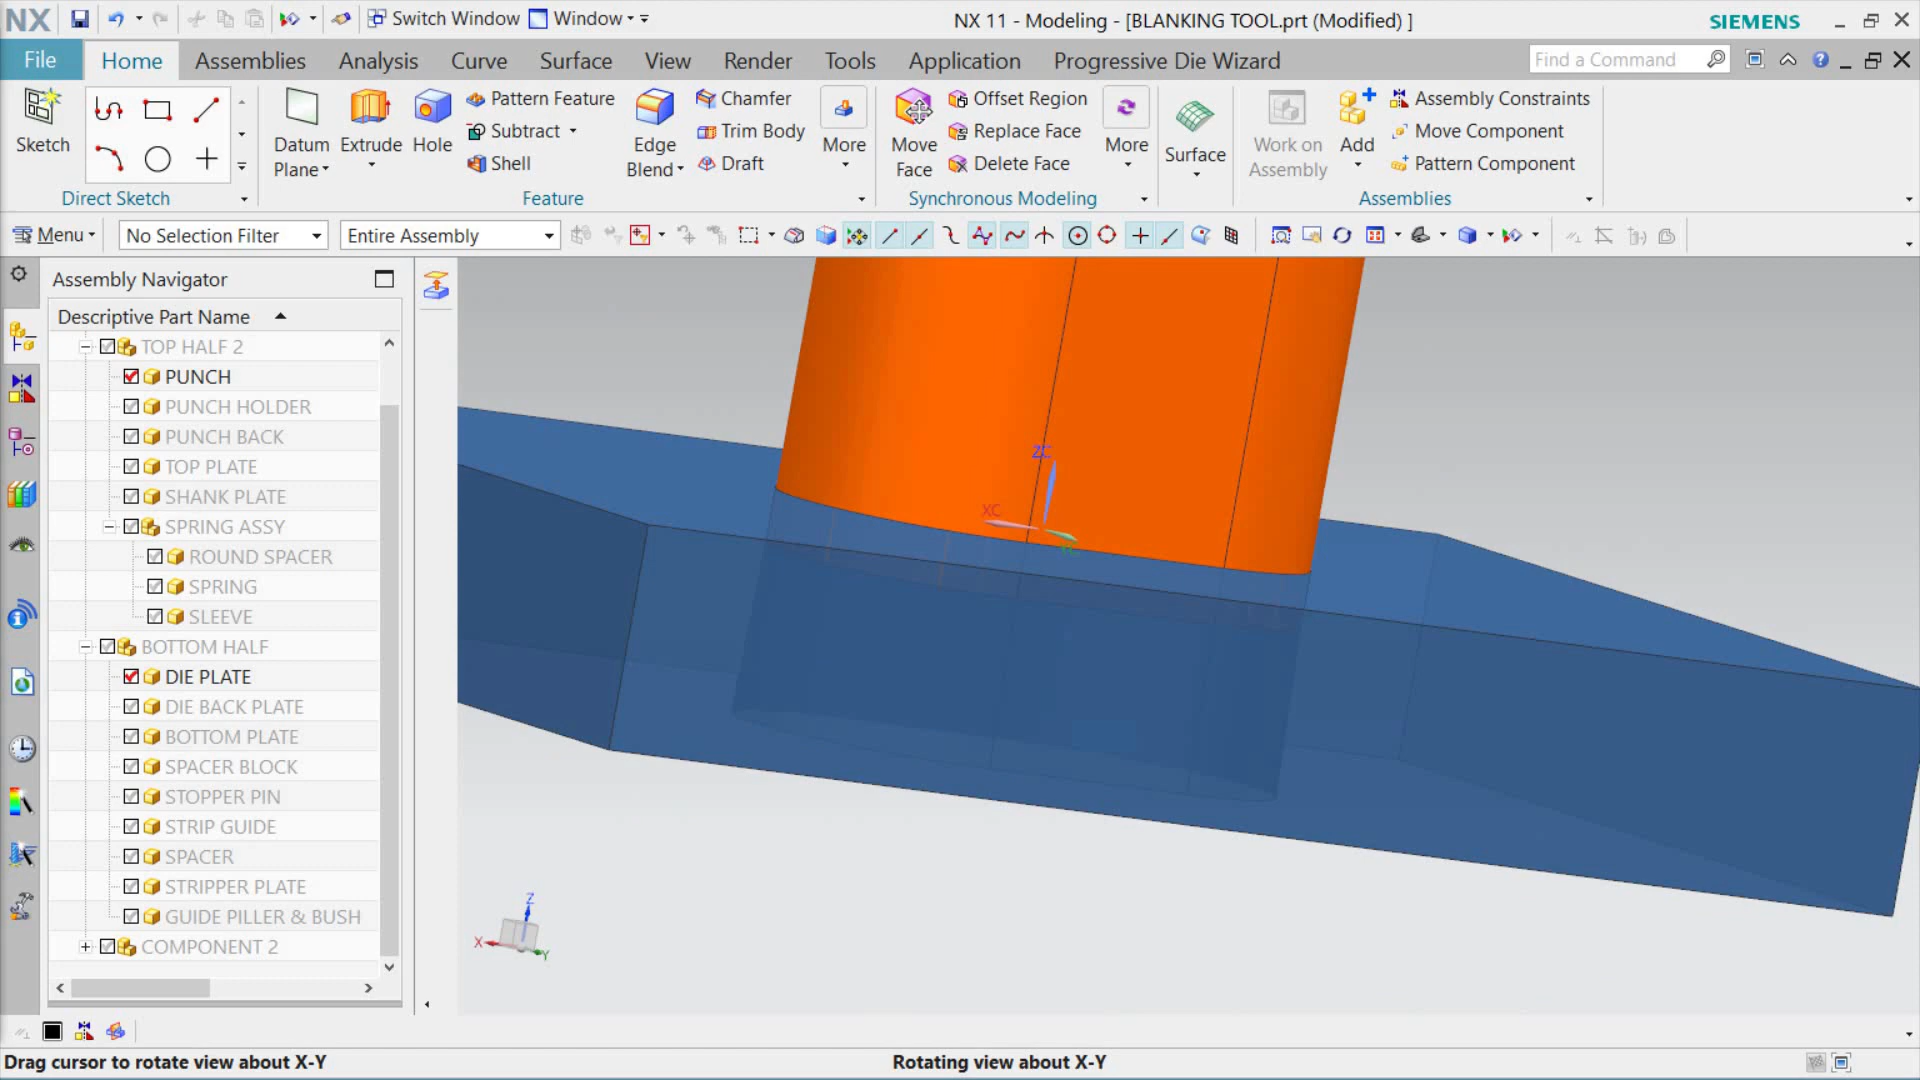 NX Switch Window Window NX 11 - Modeling - [BLANKING TOOL.prt (Modified) ] SIEMENS
File Home Assemblies Analysis Curve Surface View Render Tools Application Progressive Die Wizard Find a Command
Sketch
Direct Sketch
Datum Plane
Extrude
Hole
Pattern Feature
Subtract
Shell
Edge Blend
Chamfer
Trim Body
Draft
More
Feature
Move Face
Offset Region
Replace Face
Delete Face
More
Synchronous Modeling
Surface
Work on Assembly
Add
Assembly Constraints
Move Component
Pattern Component
Assemblies
Menu No Selection Filter Entire Assembly
Assembly Navigator
Descriptive Part Name
TOP HALF 2
PUNCH
PUNCH HOLDER
PUNCH BACK
TOP PLATE
SHANK PLATE
SPRING ASSY
ROUND SPACER
SPRING
SLEEVE
BOTTOM HALF
DIE PLATE
DIE BACK PLATE
BOTTOM PLATE
SPACER BLOCK
STOPPER PIN
STRIP GUIDE
SPACER
STRIPPER PLATE
GUIDE PILLER & BUSH
COMPONENT 2
ZC
XC
Z
X
Y
Drag cursor to rotate view about X-Y Rotating view about X-Y